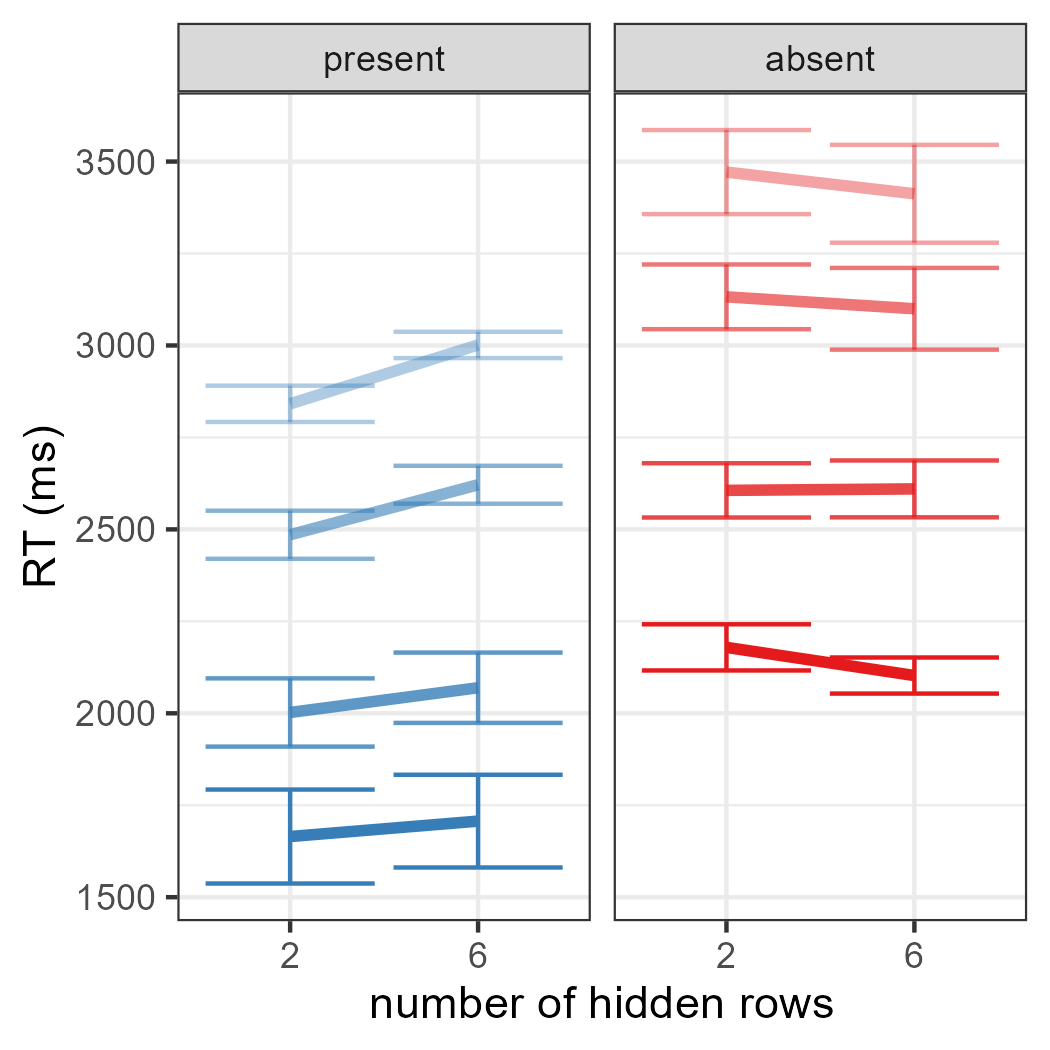 present absent
3500
3000
2500
2000
1500
RT (ms)
2 6 2 6
number of hidden rows